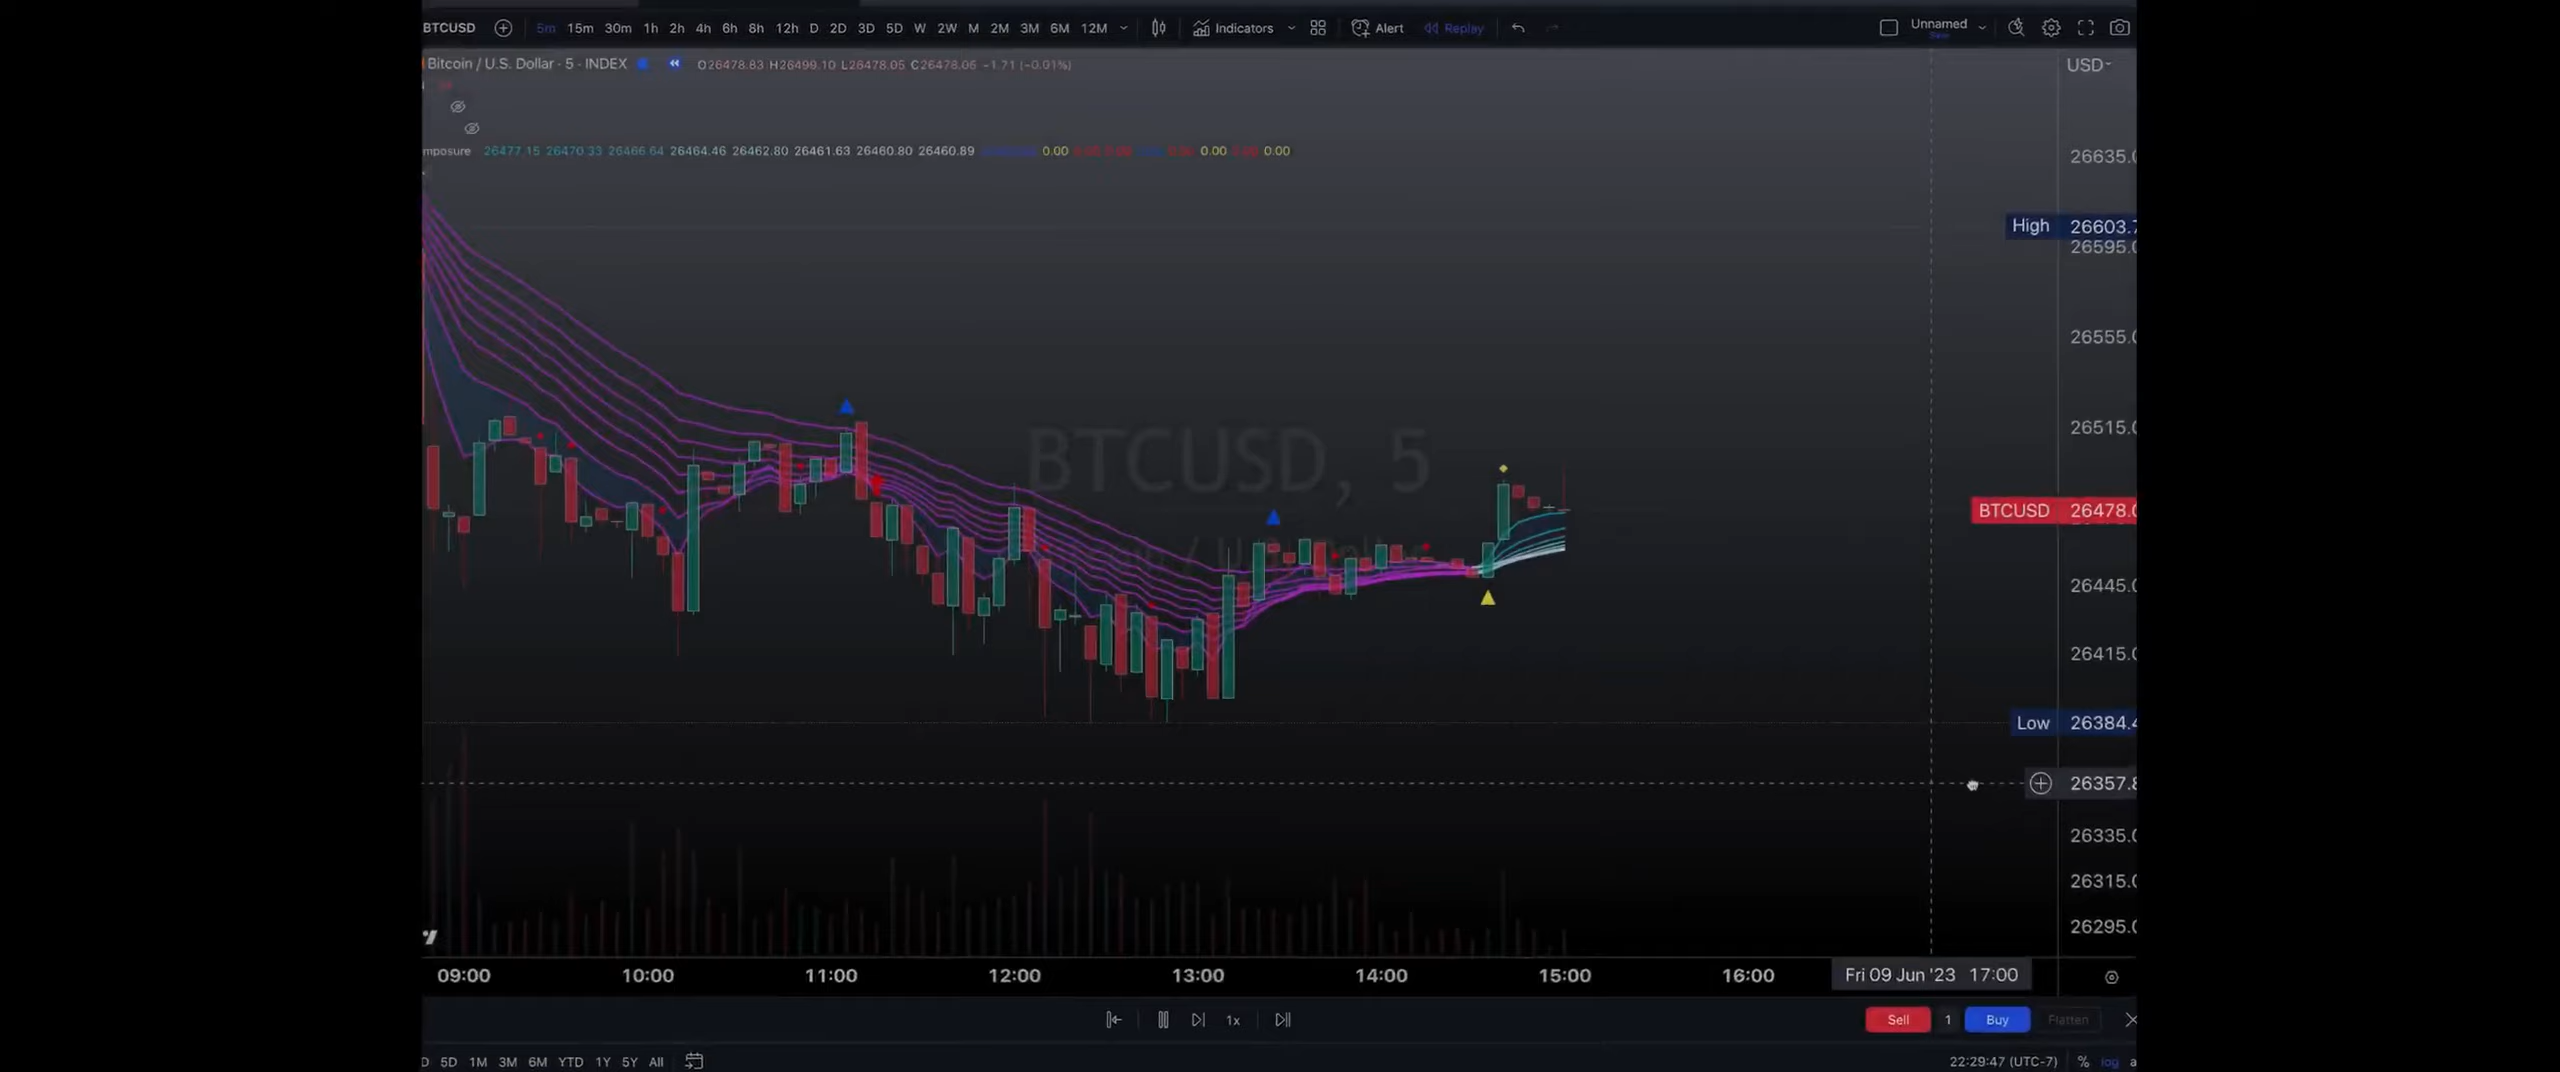 BTCUSD 5m 15m 30m 1h 2h 4h 6h 8h 12h D 2D 3D 5D W 2W M 2M 3M 6M 12M Indicators Alert Replay Unnamed Save
Bitcoin / U.S. Dollar · 5 · INDEX O26478.83 H26499.10 L26478.05 C26478.06 −1.71 (−0.01%) USD
mposure 26477.15 26470.33 26466.64 26464.46 26462.80 26461.63 26460.80 26460.89 0.00 0.00 0.00
26635.0
High 26603.7
26595.0
26555.0
26515.0
BTCUSD, 5
BTCUSD 26478.0
26445.0
26415.0
Low 26384.4
26357.8
26335.0
26315.0
26295.0
09:00 10:00 11:00 12:00 13:00 14:00 15:00 16:00 Fri 09 Jun '23 17:00
1x Sell 1 Buy Flatten
D 5D 1M 3M 6M YTD 1Y 5Y All 22:29:47 (UTC-7) % log a